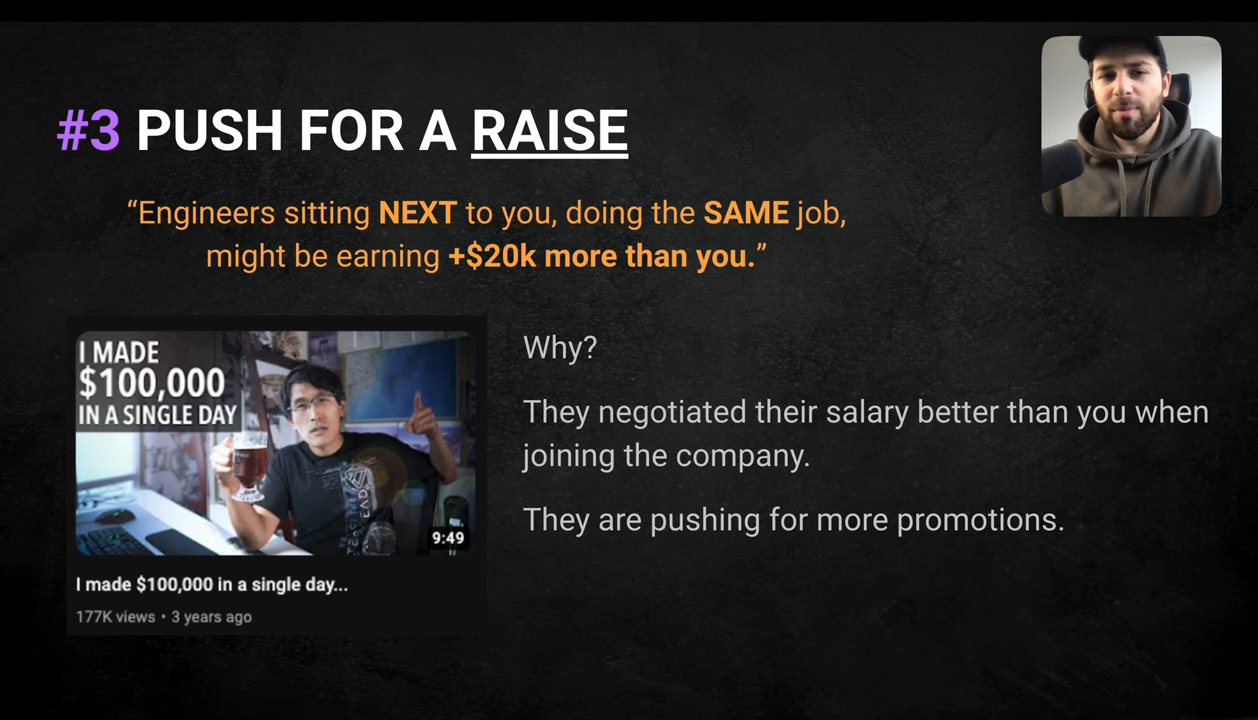 #3 PUSH FOR A RAISE
“Engineers sitting NEXT to you, doing the SAME job,
might be earning +$20k more than you.”
I MADE
$100,000
IN A SINGLE DAY
9:49
I made $100,000 in a single day...
177K views • 3 years ago
Why?
They negotiated their salary better than you when
joining the company.
They are pushing for more promotions.